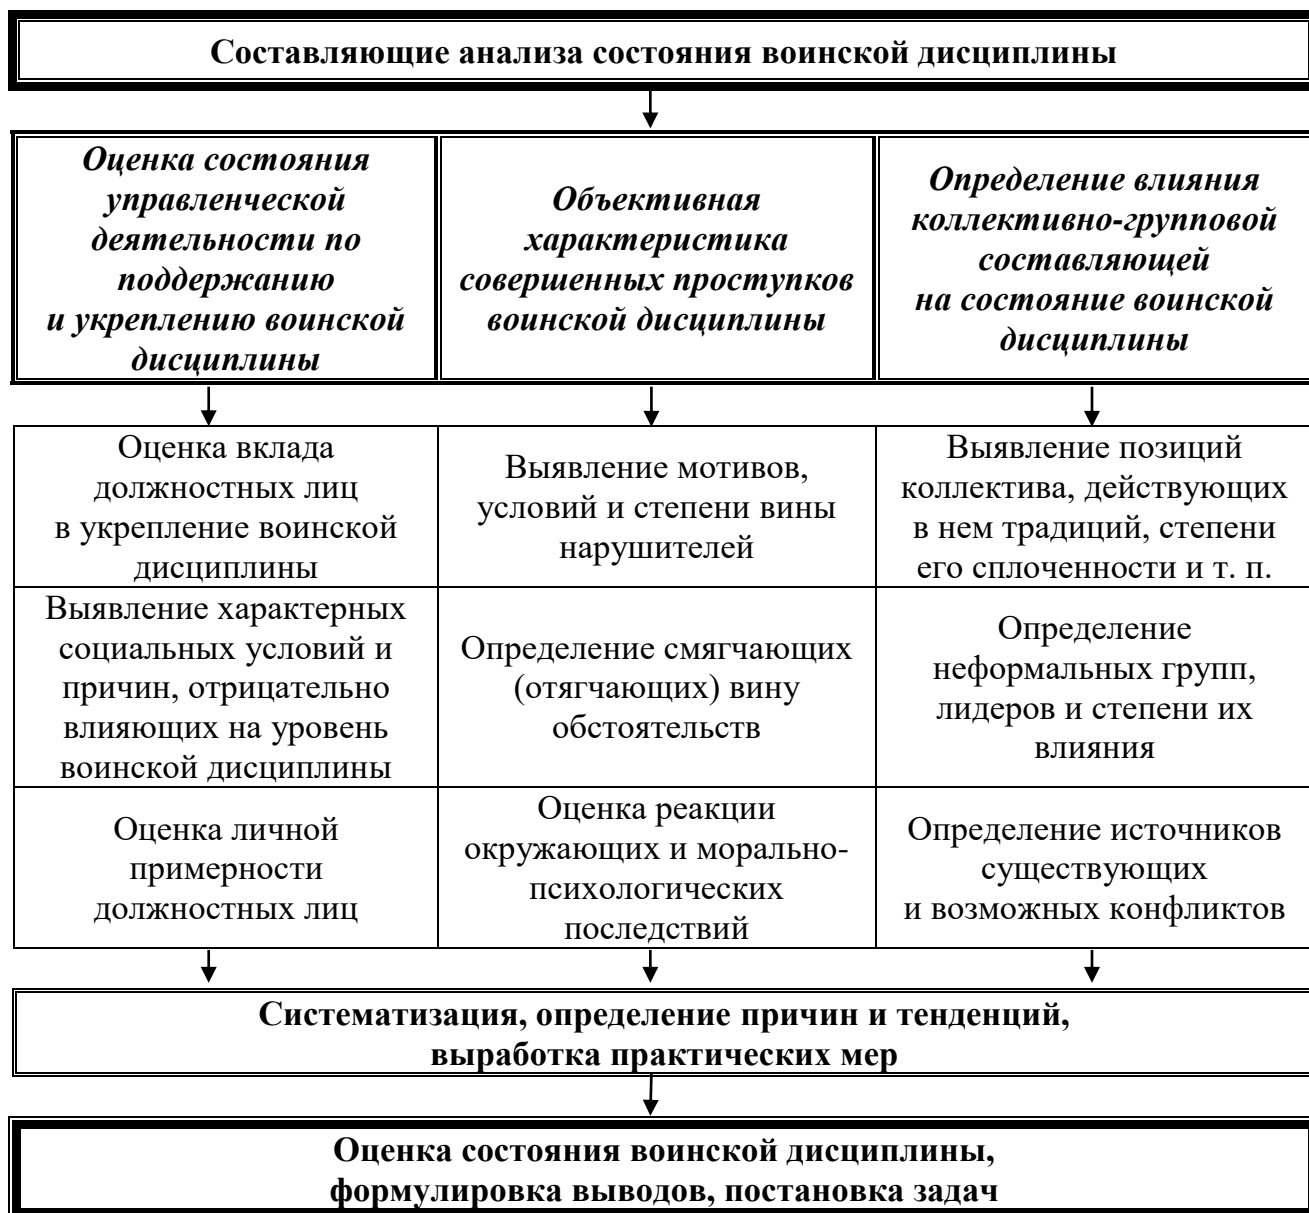 Составляющие анализа состояния воинской дисциплины
Оценка состояния
управленческой
деятельности по
поддержанию
и укреплению воинской
дисциплины
Объективная
характеристика
совершенных проступков
воинской дисциплины
Определение влияния
коллективно-групповой
составляющей
на состояние воинской
дисциплины
Оценка вклада
должностных лиц
в укрепление воинской
дисциплины
Выявление мотивов,
условий и степени вины
нарушителей
Выявление позиций
коллектива, действующих
в нем традиций, степени
его сплоченности и т. п.
Выявление характерных
социальных условий и
причин, отрицательно
влияющих на уровень
воинской дисциплины
Определение смягчающих
(отягчающих) вину
обстоятельств
Определение
неформальных групп,
лидеров и степени их
влияния
Оценка личной
примерности
должностных лиц
Оценка реакции
окружающих и морально-
психологических
последствий
Определение источников
существующих
и возможных конфликтов
Систематизация, определение причин и тенденций,
выработка практических мер
Оценка состояния воинской дисциплины,
формулировка выводов, постановка задач